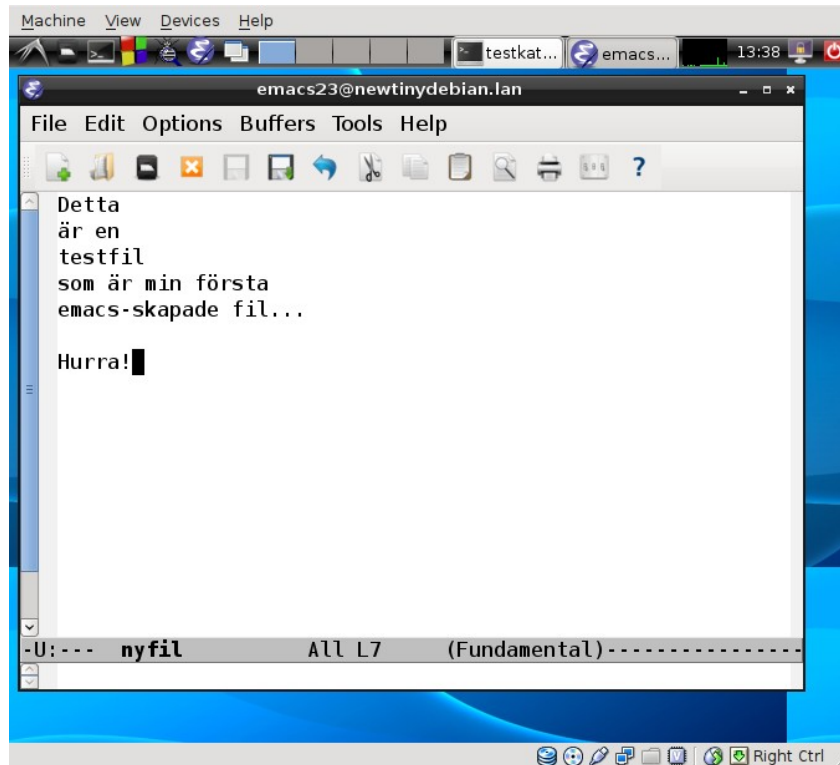 Machine View Devices Help
testkat... emacs... 13:38
emacs23@newtinydebian.lan
File Edit Options Buffers Tools Help
Detta
är en
testfil
som är min första
emacs-skapade fil...
Hurra!
-U:--- nyfil All L7 (Fundamental)----------------
Right Ctrl